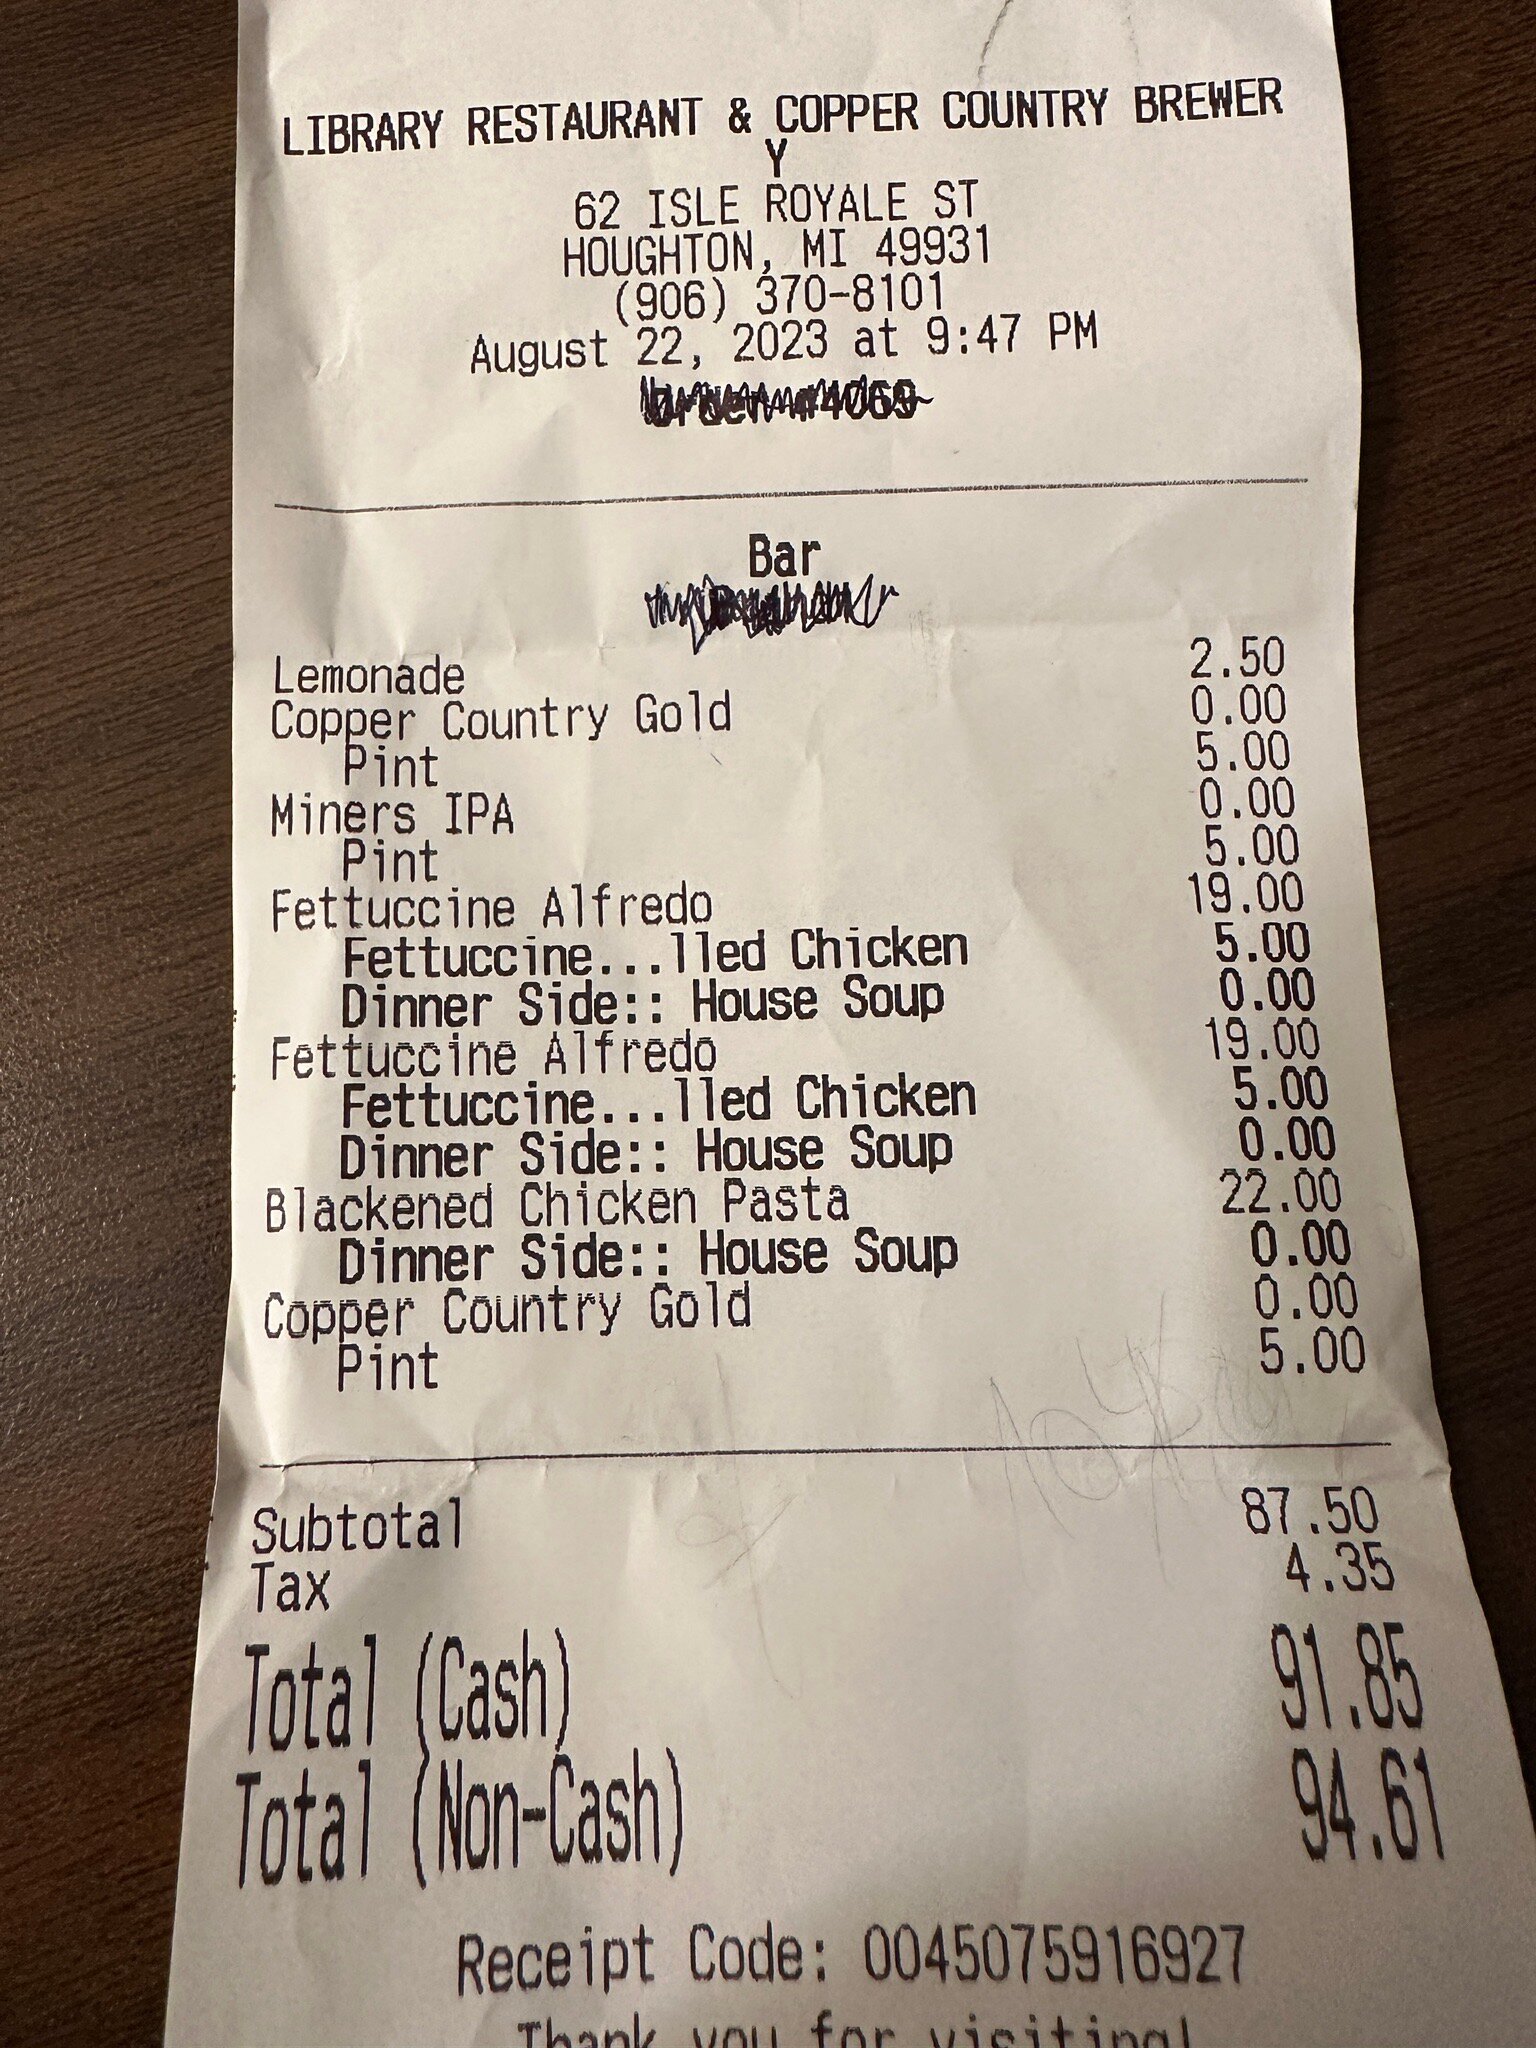 LIBRARY RESTAURANT & COPPER COUNTRY BREWER
Y
62 ISLE ROYALE ST
HOUGHTON, MI 49931
(906) 370-8101
August 22, 2023 at 9:47 PM
Bar
Lemonade 2.50
Copper Country Gold 0.00
Pint 5.00
Miners IPA 0.00
Pint 5.00
Fettuccine Alfredo 19.00
Fettuccine...lled Chicken 5.00
Dinner Side:: House Soup 0.00
Fettuccine Alfredo 19.00
Fettuccine...lled Chicken 5.00
Dinner Side:: House Soup 0.00
Blackened Chicken Pasta 22.00
Dinner Side:: House Soup 0.00
Copper Country Gold 0.00
Pint 5.00
Subtotal 87.50
Tax 4.35
Total (Cash) 91.85
Total (Non-Cash) 94.61
Receipt Code: 0045075916927
Thank you for visiting!